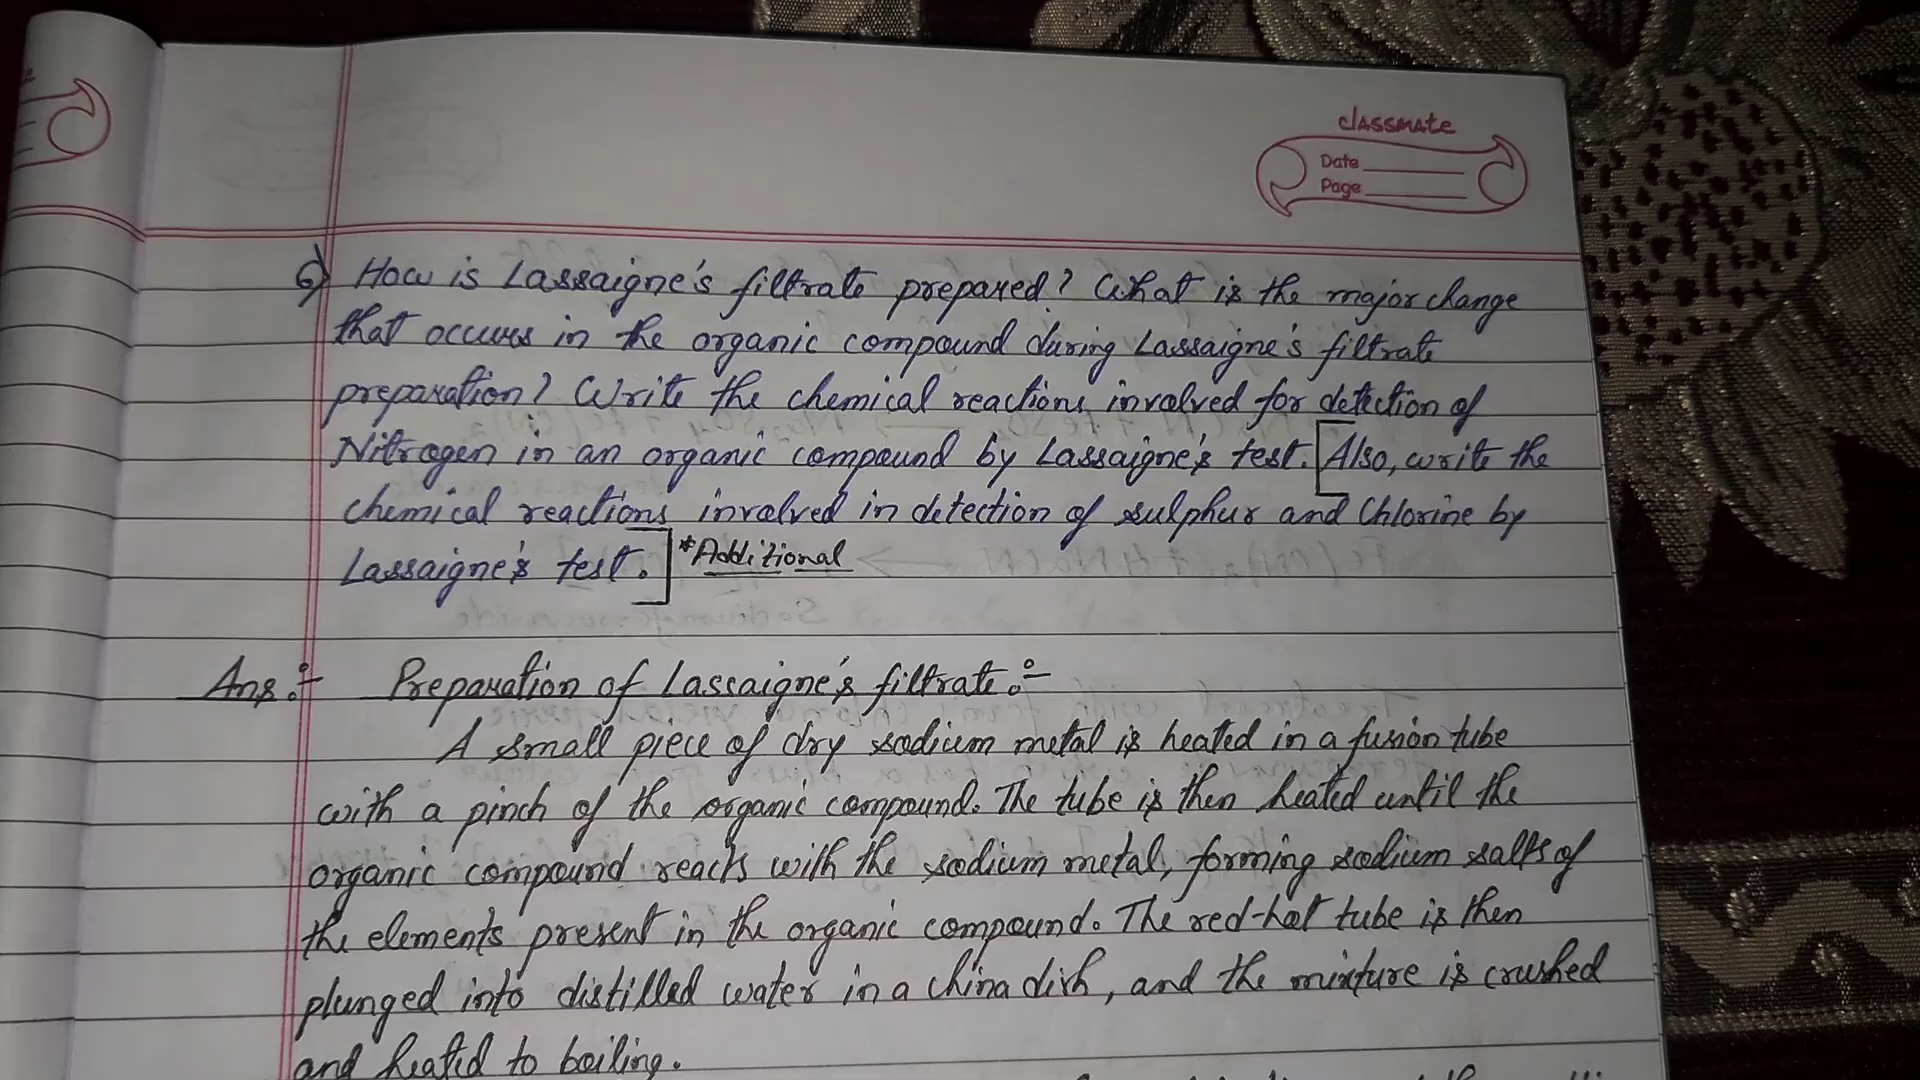 classmate
Date
Page
6) How is Lassaigne's filtrate prepared? What is the major change
that occurs in the organic compound during Lassaigne's filtrate
preparation? Write the chemical reactions involved for detection of
Nitrogen in an organic compound by Lassaigne's test. [Also, write the
chemical reactions involved in detection of sulphur and Chlorine by
Lassaigne's test.] *Additional
Ans:- Preparation of Lassaigne's filtrate:-
A small piece of dry sodium metal is heated in a fusion tube
with a pinch of the organic compound. The tube is then heated until the
organic compound reacts with the sodium metal, forming sodium salts of
the elements present in the organic compound. The red-hot tube is then
plunged into distilled water in a china dish, and the mixture is crushed
and heated to boiling.